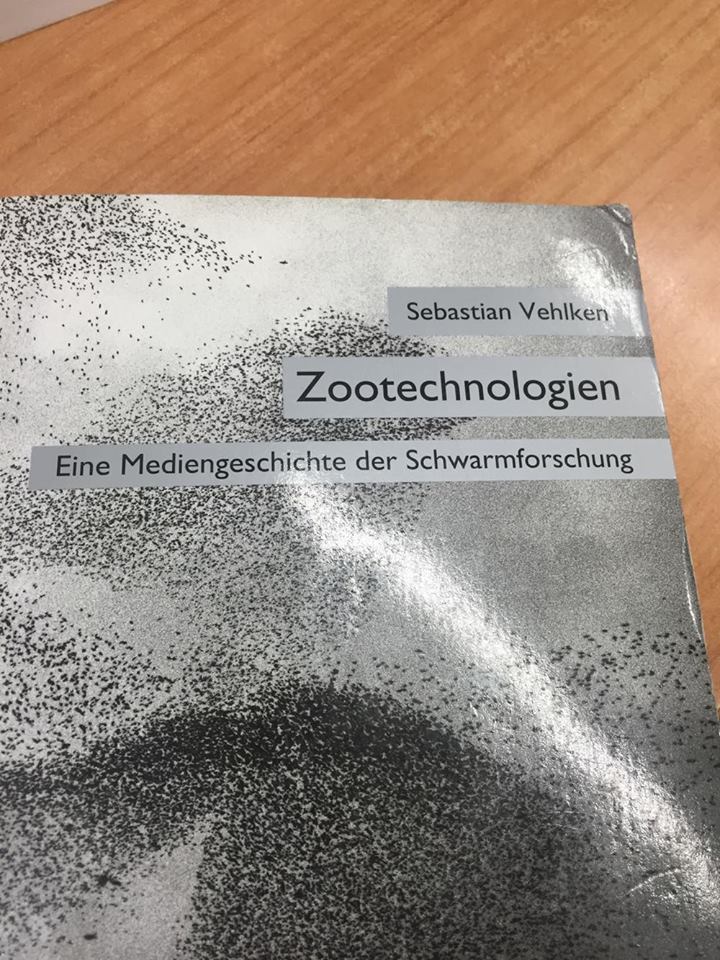 Sebastian Vehlken
Zootechnologien
Eine Mediengeschichte der Schwarmforschung